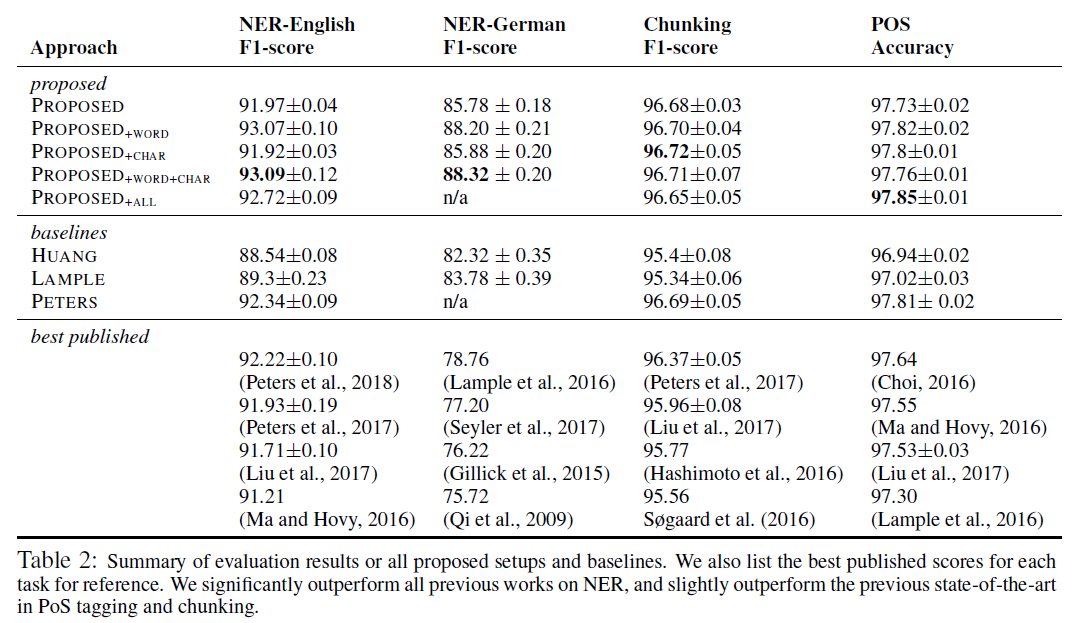 Approach NER-English F1-score NER-German F1-score Chunking F1-score POS Accuracy
proposed
PROPOSED 91.97±0.04 85.78 ± 0.18 96.68±0.03 97.73±0.02
PROPOSED+WORD 93.07±0.10 88.20 ± 0.21 96.70±0.04 97.82±0.02
PROPOSED+CHAR 91.92±0.03 85.88 ± 0.20 96.72±0.05 97.8±0.01
PROPOSED+WORD+CHAR 93.09±0.12 88.32 ± 0.20 96.71±0.07 97.76±0.01
PROPOSED+ALL 92.72±0.09 n/a 96.65±0.05 97.85±0.01
baselines
HUANG 88.54±0.08 82.32 ± 0.35 95.4±0.08 96.94±0.02
LAMPLE 89.3±0.23 83.78 ± 0.39 95.34±0.06 97.02±0.03
PETERS 92.34±0.09 n/a 96.69±0.05 97.81± 0.02
best published
92.22±0.10 78.76 96.37±0.05 97.64
(Peters et al., 2018) (Lample et al., 2016) (Peters et al., 2017) (Choi, 2016)
91.93±0.19 77.20 95.96±0.08 97.55
(Peters et al., 2017) (Seyler et al., 2017) (Liu et al., 2017) (Ma and Hovy, 2016)
91.71±0.10 76.22 95.77 97.53±0.03
(Liu et al., 2017) (Gillick et al., 2015) (Hashimoto et al., 2016) (Liu et al., 2017)
91.21 75.72 95.56 97.30
(Ma and Hovy, 2016) (Qi et al., 2009) Søgaard et al. (2016) (Lample et al., 2016)
Table 2: Summary of evaluation results or all proposed setups and baselines. We also list the best published scores for each
task for reference. We significantly outperform all previous works on NER, and slightly outperform the previous state-of-the-art
in PoS tagging and chunking.